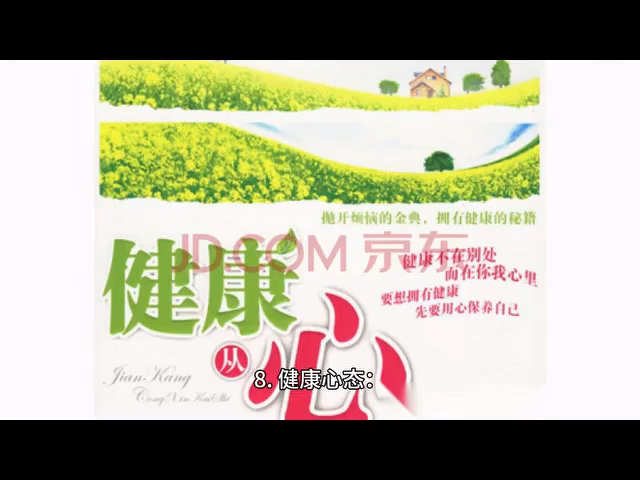 抛开烦恼的金典，拥有健康的秘籍
JD.COM 京东
健康不在别处
而在你我心里
要想拥有健康
先要用心保养自己
健康
从
心
Jian Kang
Cong Xin Kai Shi
8. 健康心态：